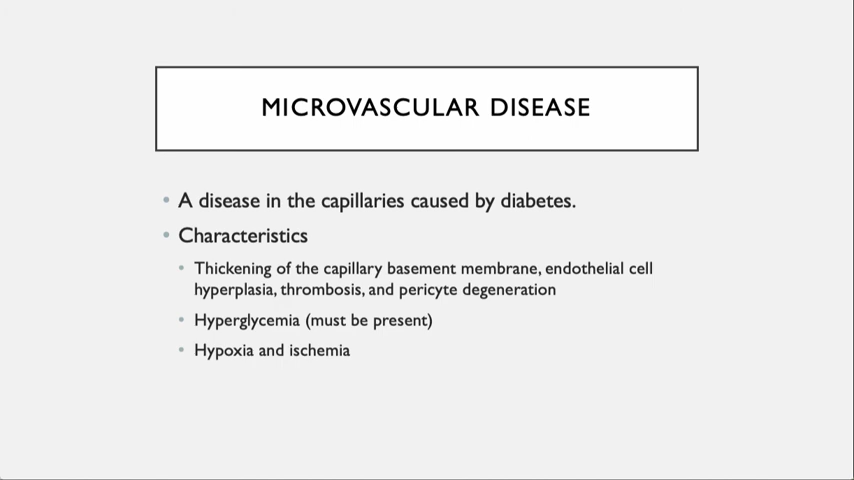 MICROVASCULAR DISEASE
• A disease in the capillaries caused by diabetes.
• Characteristics
• Thickening of the capillary basement membrane, endothelial cell
hyperplasia, thrombosis, and pericyte degeneration
• Hyperglycemia (must be present)
• Hypoxia and ischemia